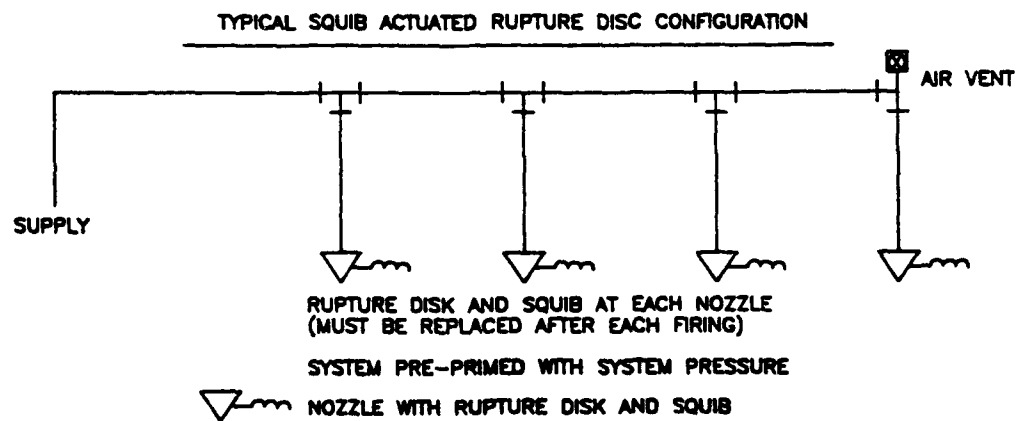 TYPICAL SQUIB ACTUATED RUPTURE DISC CONFIGURATION
AIR VENT
SUPPLY
RUPTURE DISK AND SQUIB AT EACH NOZZLE
(MUST BE REPLACED AFTER EACH FIRING)
SYSTEM PRE-PRIMED WITH SYSTEM PRESSURE
NOZZLE WITH RUPTURE DISK AND SQUIB